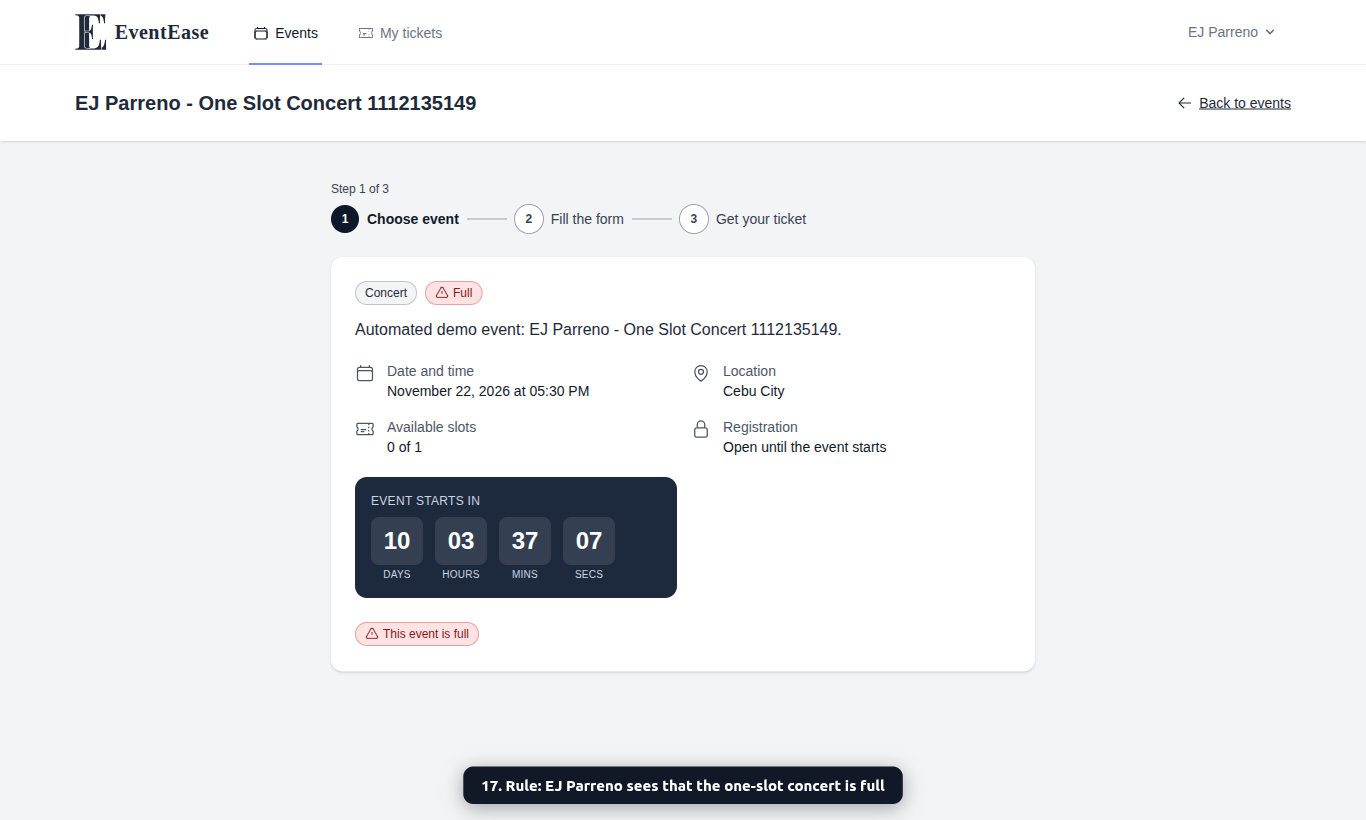 EventEase
Events
My tickets
EJ Parreno
EJ Parreno - One Slot Concert 1112135149
Back to events
Step 1 of 3
1 Choose event
2 Fill the form
3 Get your ticket
Concert
Full
Automated demo event: EJ Parreno - One Slot Concert 1112135149.
Date and time
November 22, 2026 at 05:30 PM
Location
Cebu City
Available slots
0 of 1
Registration
Open until the event starts
EVENT STARTS IN
10 03 37 07
DAYS HOURS MINS SECS
This event is full
17. Rule: EJ Parreno sees that the one-slot concert is full